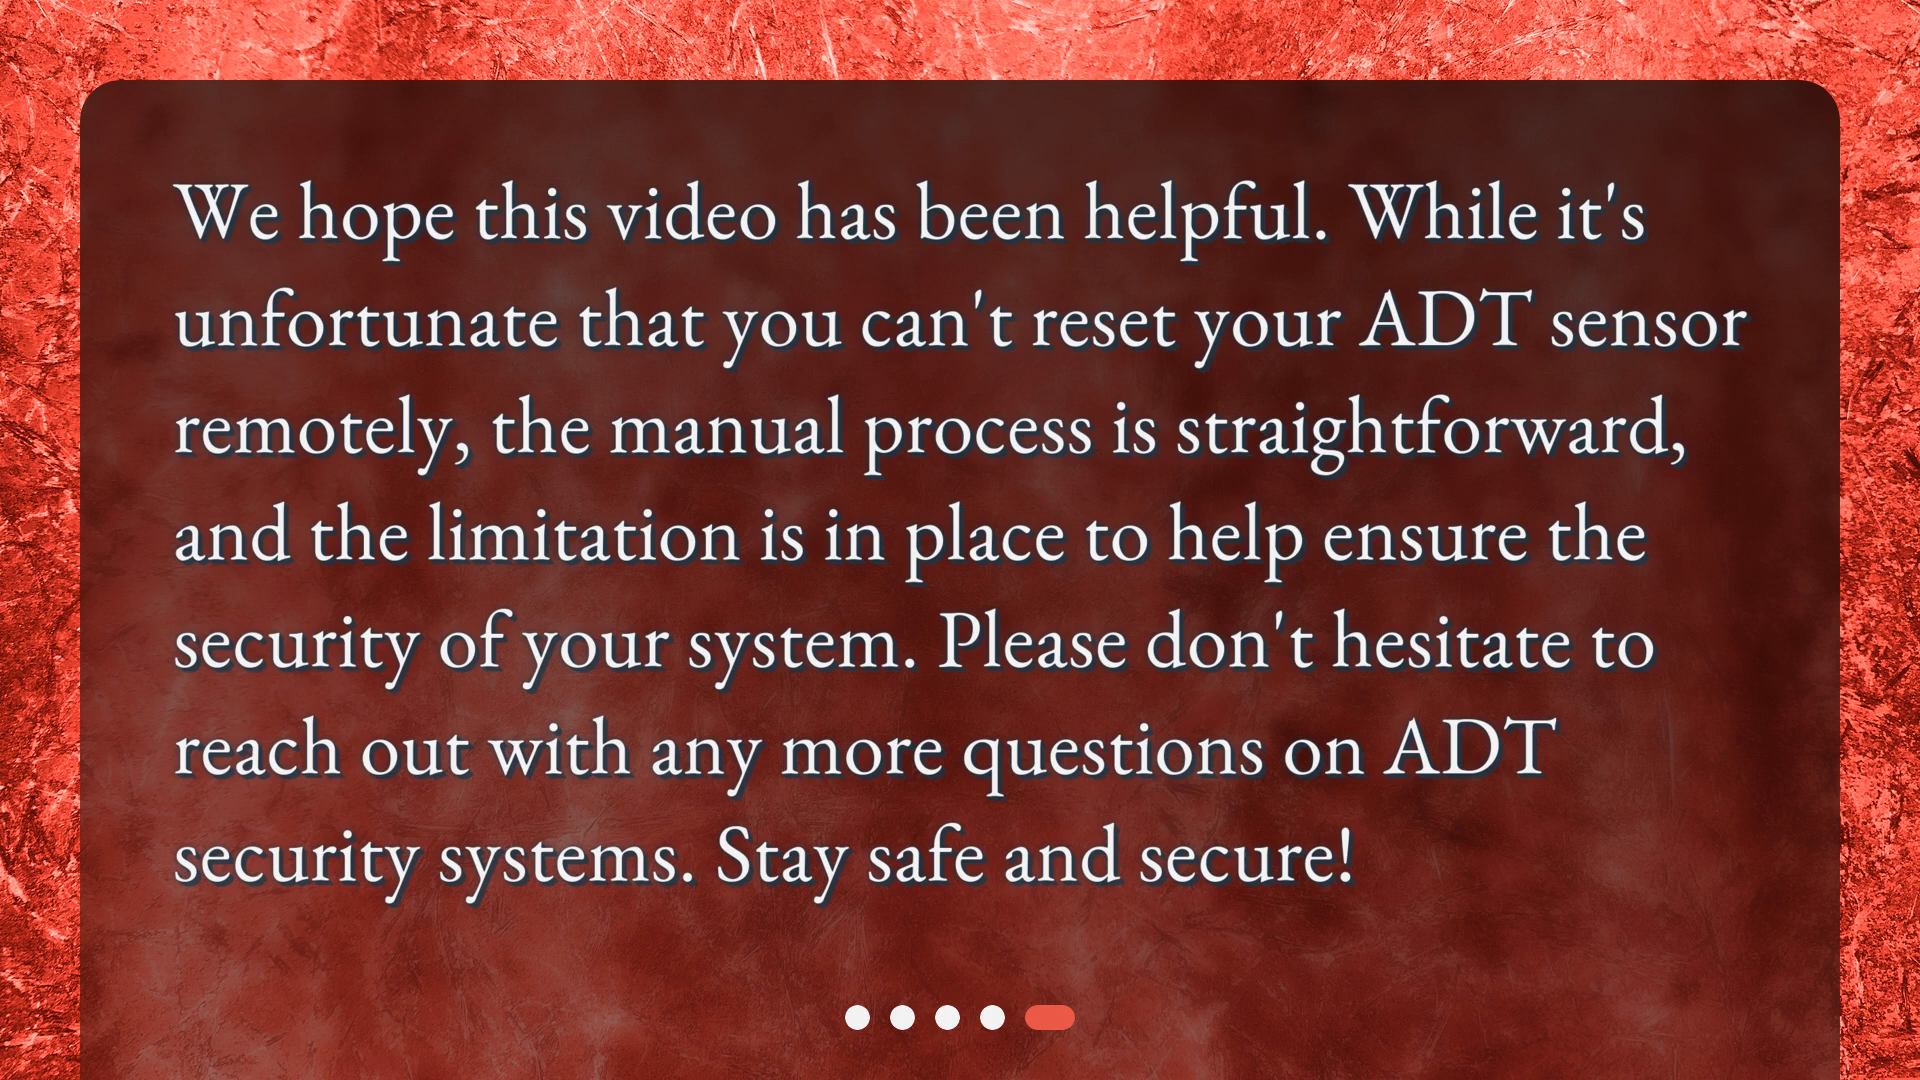 We hope this video has been helpful. While it's
unfortunate that you can't reset your ADT sensor
remotely, the manual process is straightforward,
and the limitation is in place to help ensure the
security of your system. Please don't hesitate to
reach out with any more questions on ADT
security systems. Stay safe and secure!